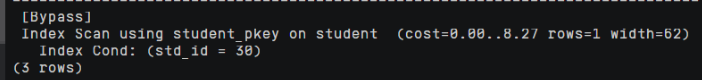 [Bypass]
Index Scan using student_pkey on student  (cost=0.00..8.27 rows=1 width=62)
Index Cond: (std_id = 30)
(3 rows)